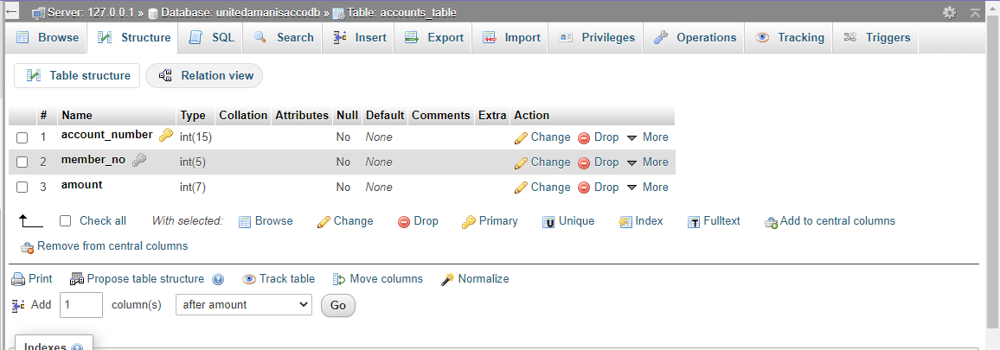 Server: 127.0.0.1 » Database: unitedamanisaccodb » Table: accounts_table
Browse Structure SQL Search Insert Export Import Privileges Operations Tracking Triggers
Table structure Relation view
# Name Type Collation Attributes Null Default Comments Extra Action
1 account_number int(15) No None Change Drop More
2 member_no int(5) No None Change Drop More
3 amount int(7) No None Change Drop More
Check all With selected: Browse Change Drop Primary Unique Index Fulltext Add to central columns
Remove from central columns
Print Propose table structure Track table Move columns Normalize
Add 1 column(s) after amount Go
Indexes